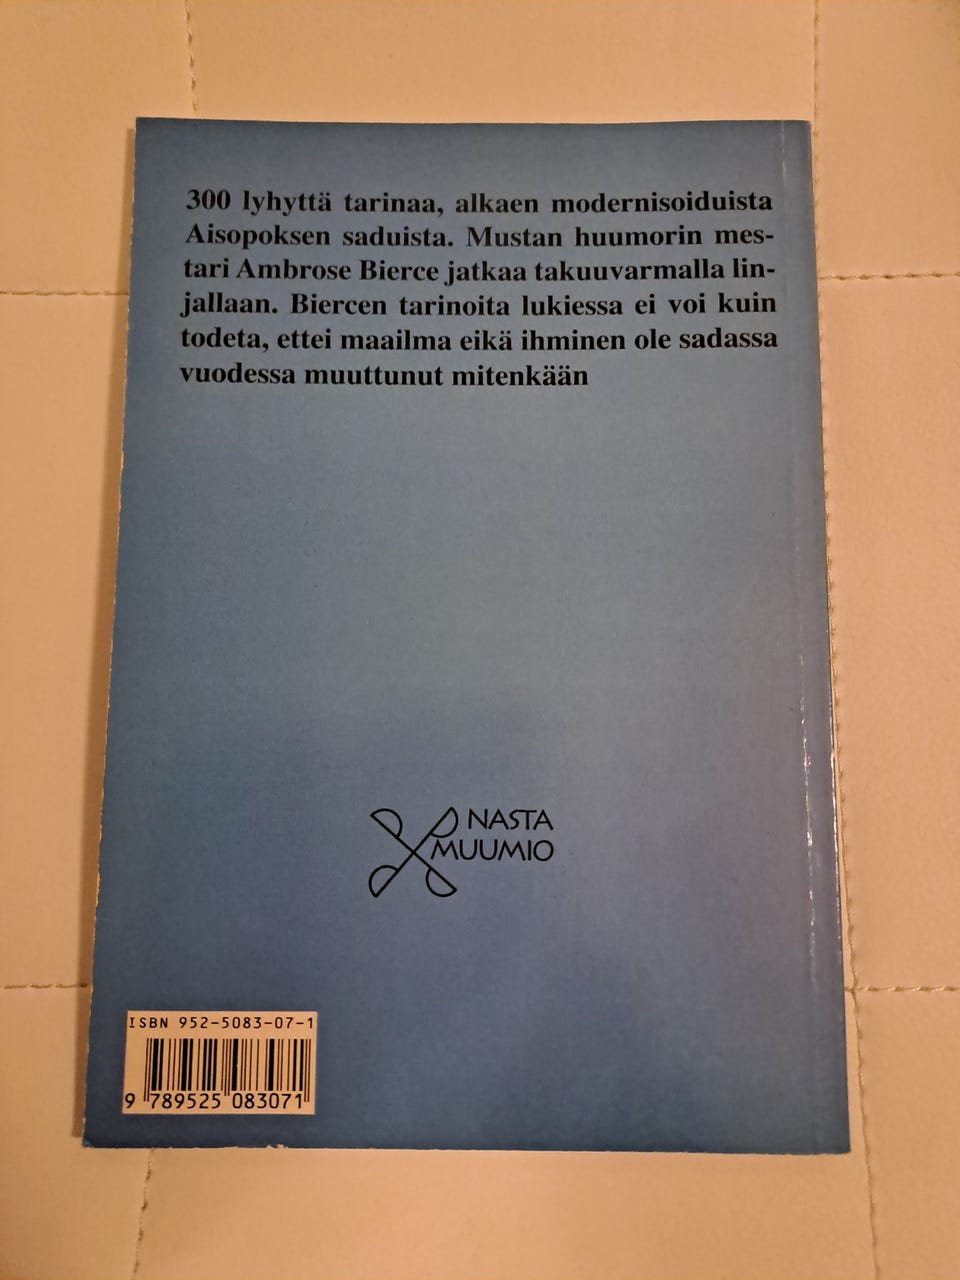 300 lyhyttä tarinaa, alkaen modernisoiduista
Aisopoksen saduista. Mustan huumorin mes-
tari Ambrose Bierce jatkaa takuuvarmalla lin-
jallaan. Biercen tarinoita lukiessa ei voi kuin
todeta, ettei maailma eikä ihminen ole sadassa
vuodessa muuttunut mitenkään
NASTA
MUUMIO
ISBN 952-5083-07-1
9 789525 083071